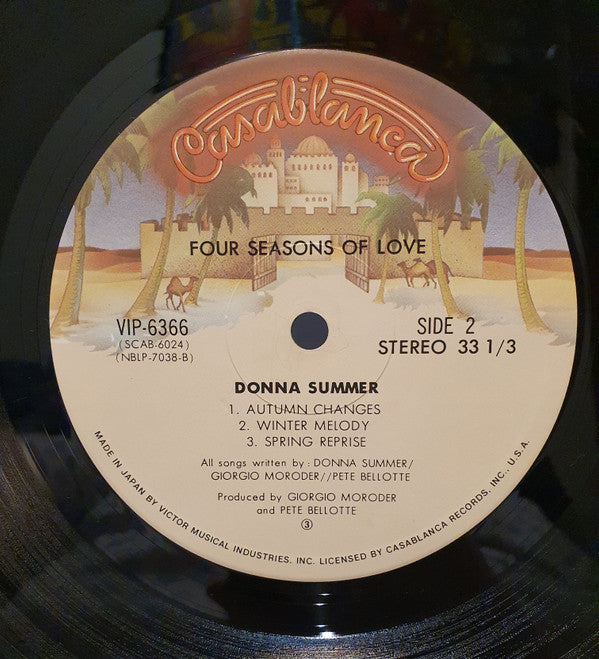 Casablanca
FOUR SEASONS OF LOVE
VIP-6366
(SCAB-6024)
(NBLP-7038-B)
SIDE 2
STEREO 33 1/3
DONNA SUMMER
1. AUTUMN CHANGES
2. WINTER MELODY
3. SPRING REPRISE
All songs written by : DONNA SUMMER/
GIORGIO MORODER//PETE BELLOTTE
Produced by GIORGIO MORODER
and PETE BELLOTTE
③
MADE IN JAPAN BY VICTOR MUSICAL INDUSTRIES, INC. LICENSED BY CASABLANCA RECORDS, INC., U.S.A.